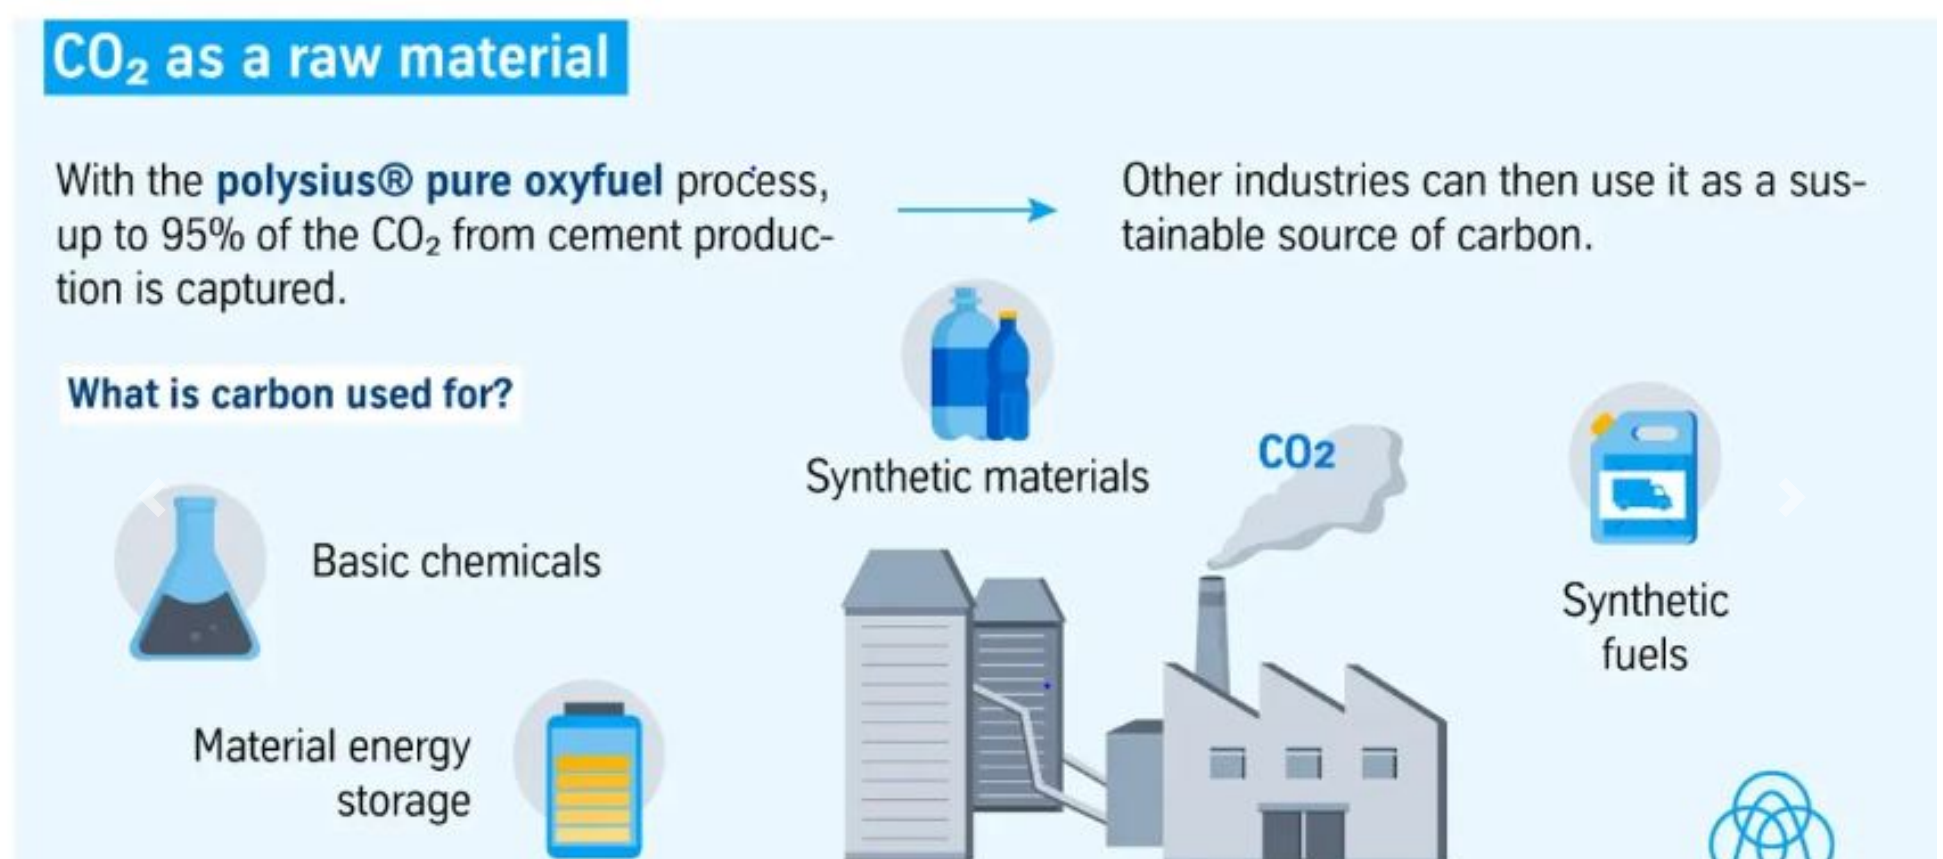 CO₂ as a raw material
With the polysius® pure oxyfuel process,
up to 95% of the CO₂ from cement produc-
tion is captured.
Other industries can then use it as a sus-
tainable source of carbon.
What is carbon used for?
Synthetic materials
CO2
Basic chemicals
Synthetic
fuels
Material energy
storage